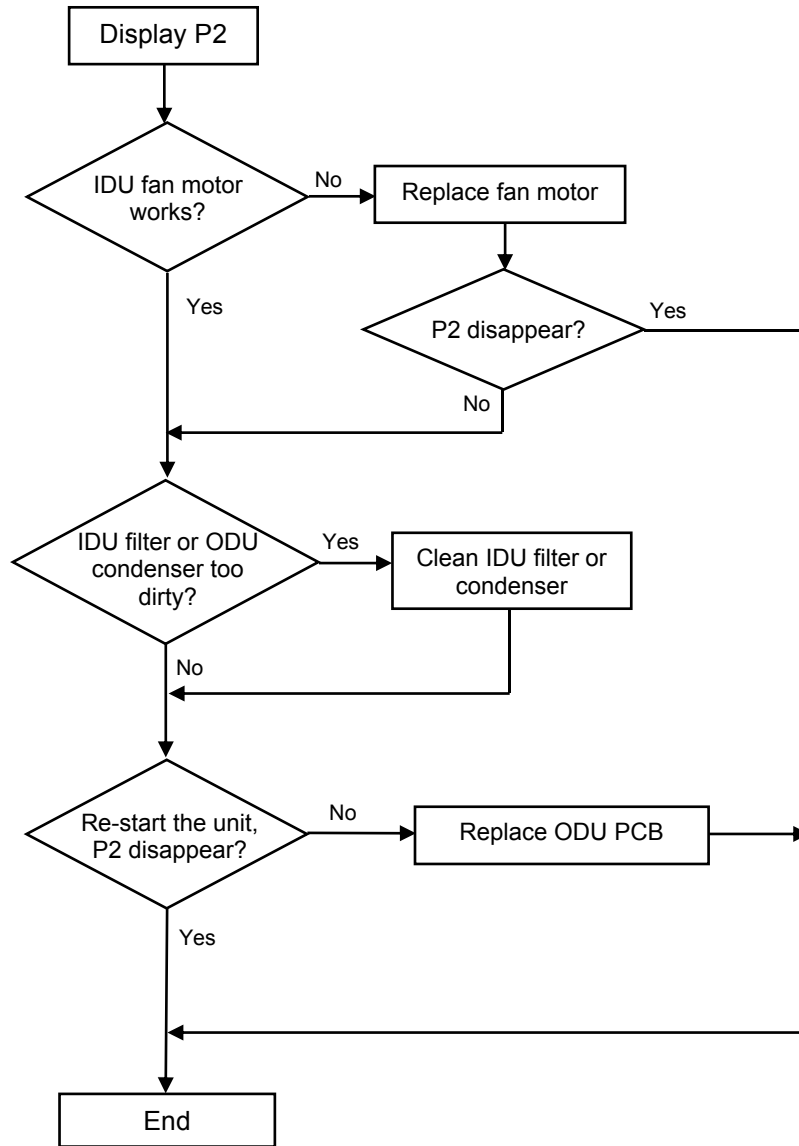 Display P2
IDU fan motor
works?
No
Replace fan motor
Yes
P2 disappear?
Yes
No
IDU filter or ODU
condenser too
dirty?
Yes
Clean IDU filter or
condenser
No
Re-start the unit,
P2 disappear?
No
Replace ODU PCB
Yes
End